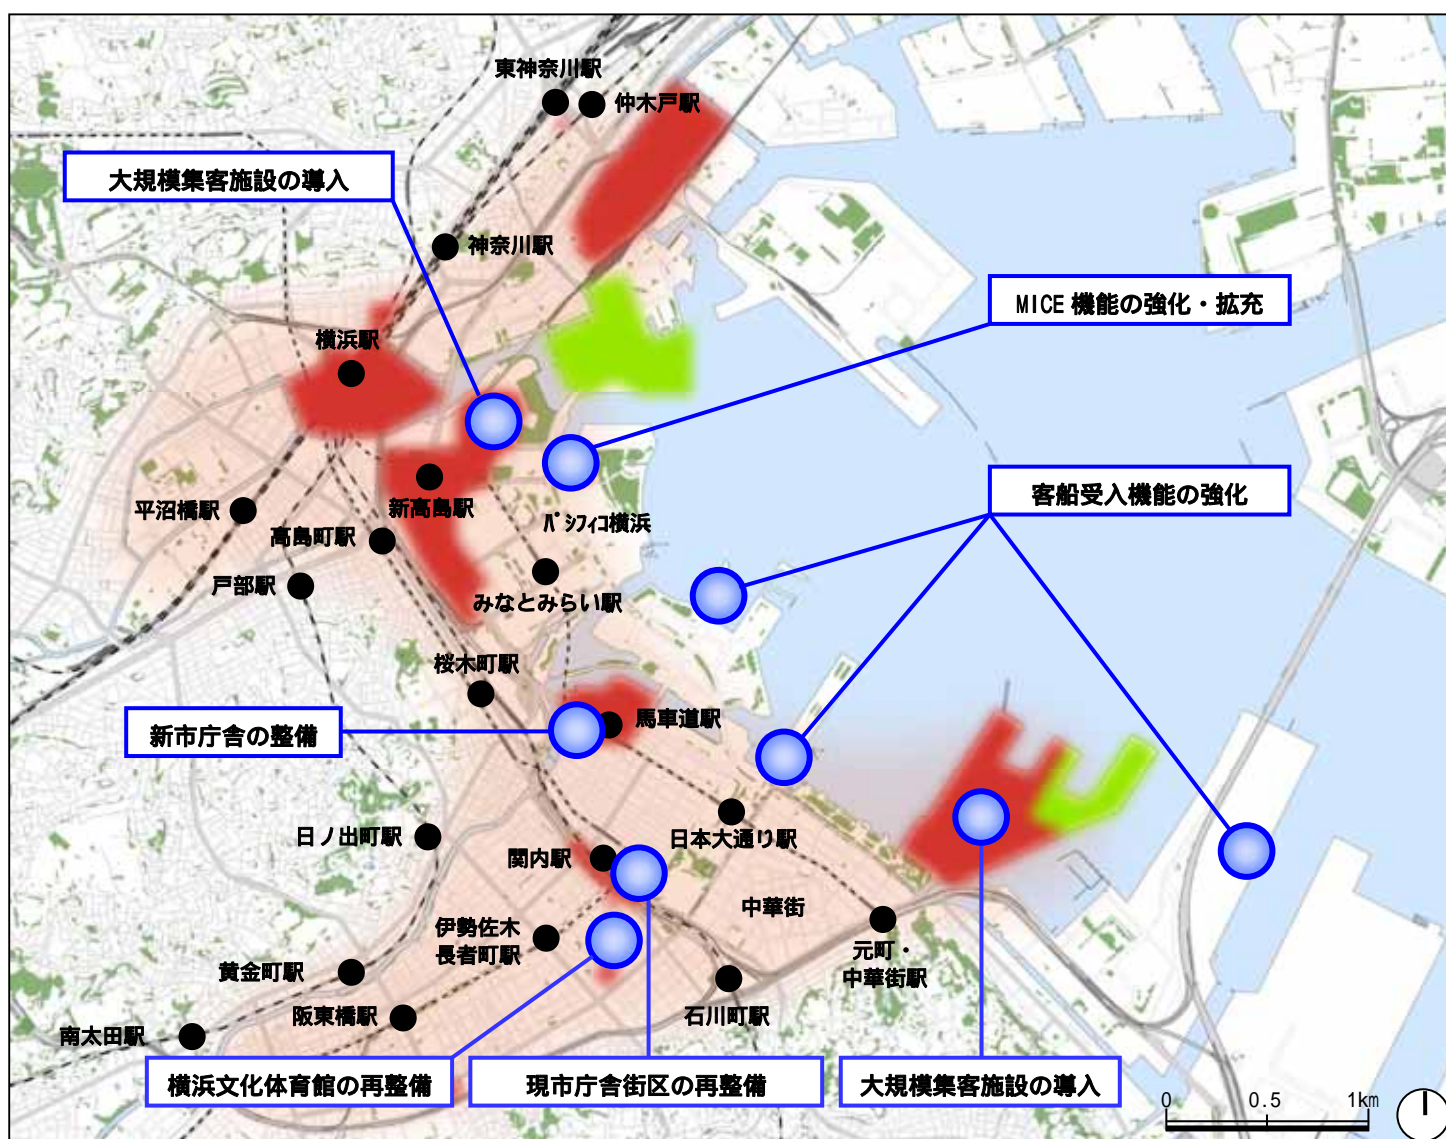 東神奈川駅
仲木戸駅
大規模集客施設の導入
神奈川駅
MICE機能の強化・拡充
横浜駅
客船受入機能の強化
新高島駅
平沼橋駅
パシフィコ横浜
高島町駅
戸部駅
みなとみらい駅
桜木町駅
馬車道駅
新市庁舎の整備
日ノ出町駅
日本大通り駅
関内駅
中華街
伊勢佐木
長者町駅
元町・
中華街駅
黄金町駅
阪東橋駅
石川町駅
南太田駅
横浜文化体育館の再整備
現市庁舎街区の再整備
大規模集客施設の導入
0 0.5 1km